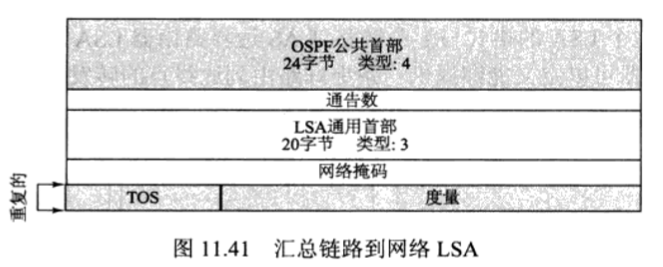 OSPF公共首部
24字节 类型: 4
通告数
LSA通用首部
20字节 类型: 3
网络掩码
重复的
TOS 度量
图 11.41 汇总链路到网络 LSA